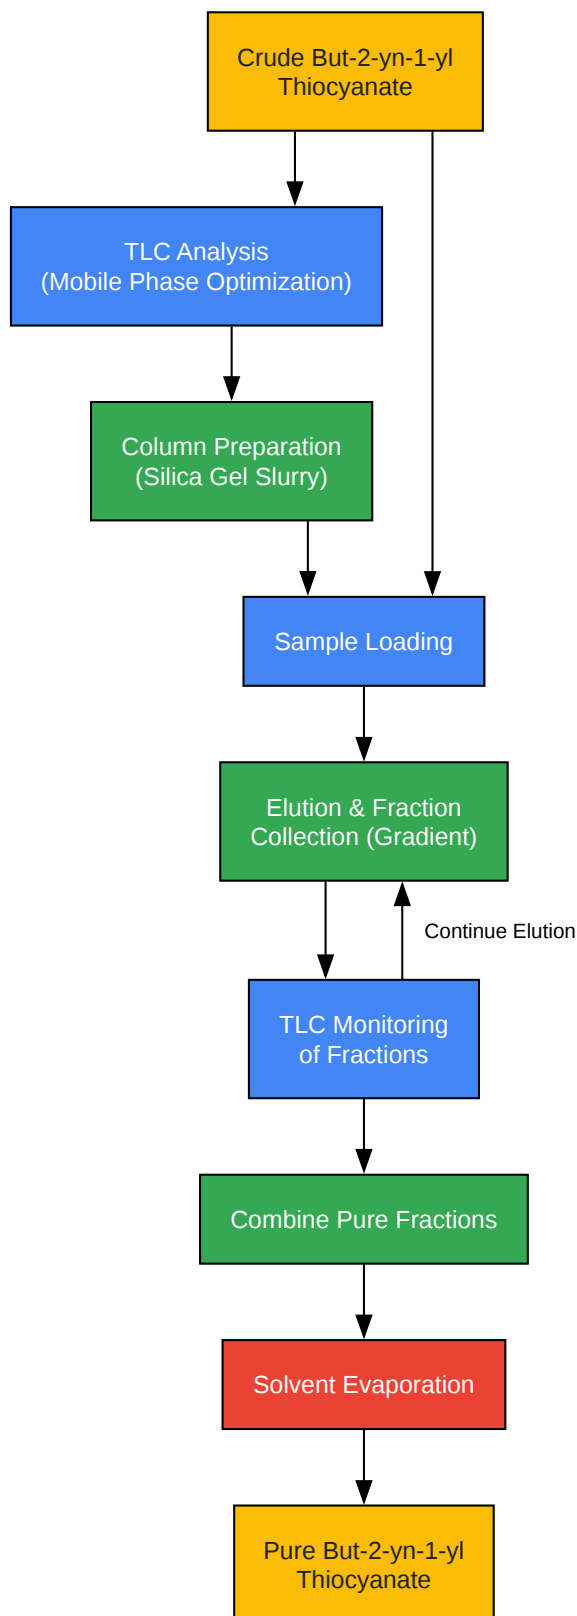 Crude But-2-yn-1-yl
Thiocyanate
TLC Analysis
(Mobile Phase Optimization)
Column Preparation
(Silica Gel Slurry)
Sample Loading
Elution & Fraction
Collection (Gradient)
Continue Elution
TLC Monitoring
of Fractions
Combine Pure Fractions
Solvent Evaporation
Pure But-2-yn-1-yl
Thiocyanate